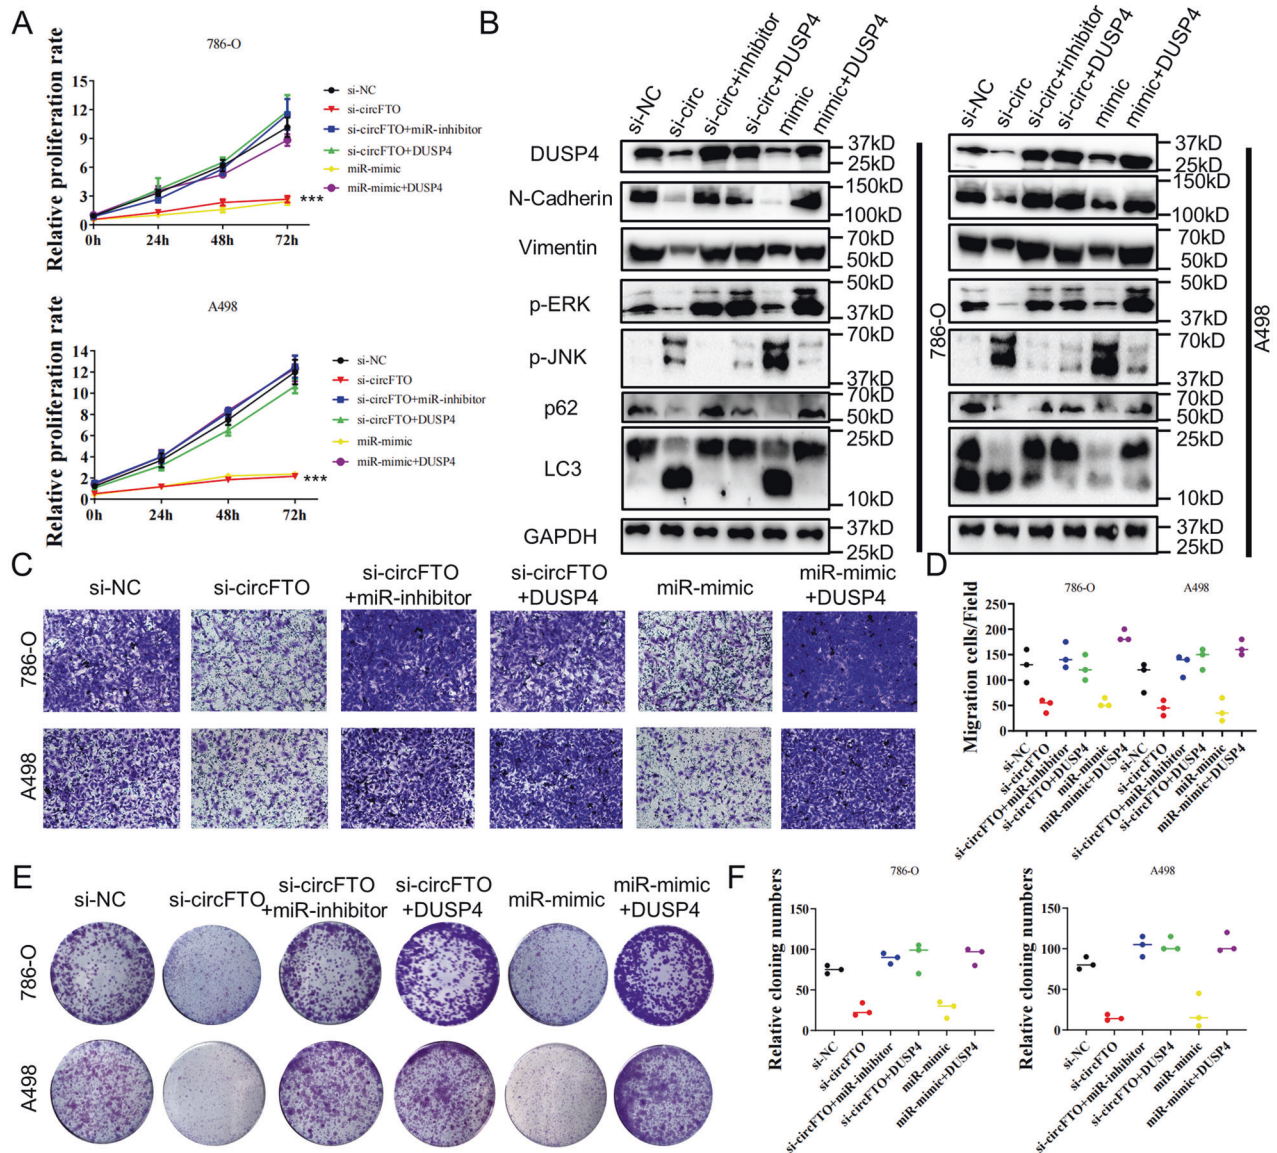 A
786-O
Relative proliferation rate
15
12
9
6
3
0
0h 24h 48h 72h
si-NC
si-circFTO
si-circFTO+miR-inhibitor
si-circFTO+DUSP4
miR-mimic
miR-mimic+DUSP4
***
A498
Relative proliferation rate
14
12
10
8
6
4
2
0
0h 24h 48h 72h
si-NC
si-circFTO
si-circFTO+miR-inhibitor
si-circFTO+DUSP4
miR-mimic
miR-mimic+DUSP4
***
B
si-NC
si-circ
si-circ+inhibitor
si-circ+DUSP4
mimic
mimic+DUSP4
si-NC
si-circ
si-circ+inhibitor
si-circ+DUSP4
mimic
mimic+DUSP4
DUSP4
37kD
25kD
37kD
25kD
N-Cadherin
150kD
100kD
150kD
100kD
Vimentin
70kD
50kD
70kD
50kD
p-ERK
50kD
37kD
50kD
37kD
p-JNK
70kD
37kD
70kD
37kD
p62
70kD
50kD
70kD
50kD
LC3
25kD
10kD
25kD
10kD
GAPDH
37kD
25kD
37kD
25kD
786-O
A498
C
si-NC
si-circFTO
si-circFTO
+miR-inhibitor
si-circFTO
+DUSP4
miR-mimic
miR-mimic
+DUSP4
786-O
A498
D
786-O A498
Migration cells/Field
250
200
150
100
50
0
si-NC
si-circFTO
si-circFTO+miR-inhibitor
si-circFTO+DUSP4
miR-mimic
miR-mimic+DUSP4
si-NC
si-circFTO
si-circFTO+miR-inhibitor
si-circFTO+DUSP4
miR-mimic
miR-mimic+DUSP4
E
si-NC
si-circFTO
si-circFTO
+miR-inhibitor
si-circFTO
+DUSP4
miR-mimic
miR-mimic
+DUSP4
786-O
A498
F
786-O
Relative cloning numbers
150
100
50
0
si-NC
si-circFTO
si-circFTO+miR-inhibitor
si-circFTO+DUSP4
miR-mimic
miR-mimic+DUSP4
A498
Relative cloning numbers
150
100
50
0
si-NC
si-circFTO
si-circFTO+miR-inhibitor
si-circFTO+DUSP4
miR-mimic
miR-mimic+DUSP4